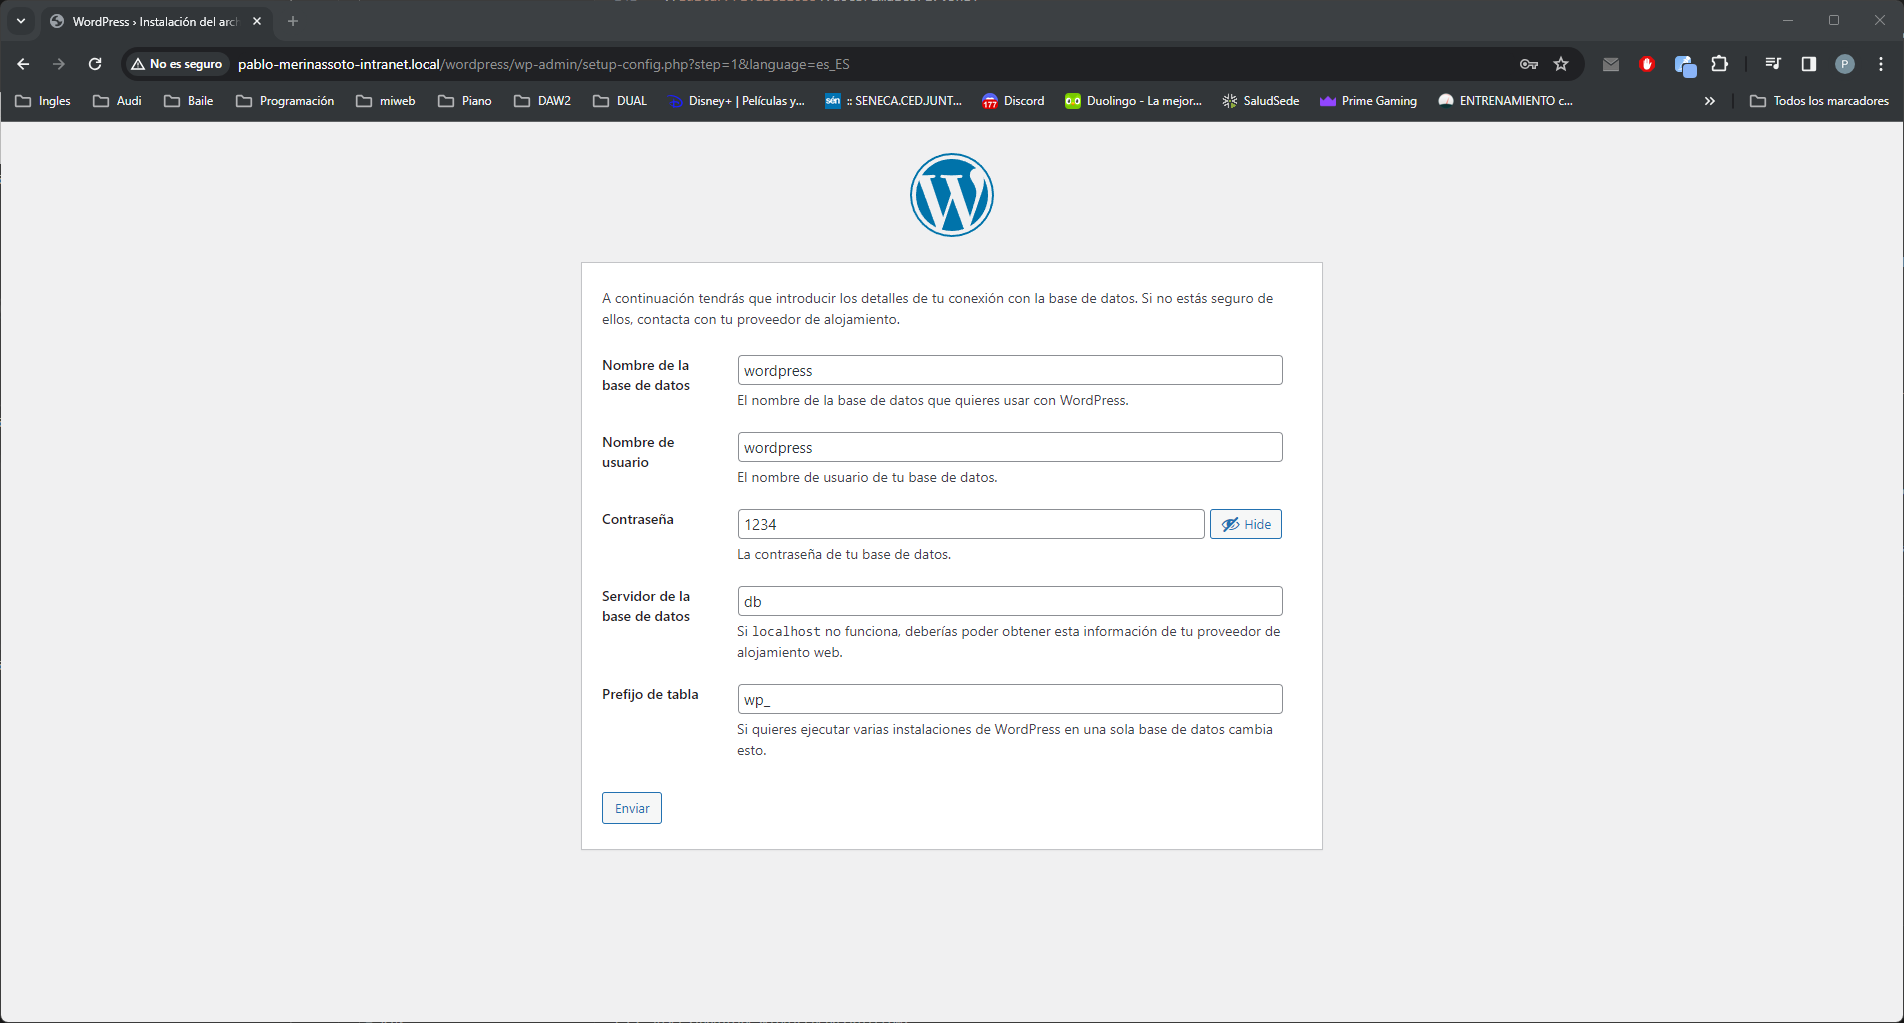 WordPress › Instalación del arc
No es seguro
pablo-merinassoto-intranet.local/wordpress/wp-admin/setup-config.php?step=1&language=es_ES
P
Ingles
Audi
Baile
Programación
miweb
Piano
DAW2
DUAL
Disney+ | Películas y...
sén
:: SENECA.CED.JUNT...
177
Discord
Duolingo - La mejor...
SaludSede
Prime Gaming
ENTRENAMIENTO c...
»
Todos los marcadores
W
A continuación tendrás que introducir los detalles de tu conexión con la base de datos. Si no estás seguro de
ellos, contacta con tu proveedor de alojamiento.
Nombre de la
base de datos
wordpress
El nombre de la base de datos que quieres usar con WordPress.
Nombre de
usuario
wordpress
El nombre de usuario de tu base de datos.
Contraseña
1234
Hide
La contraseña de tu base de datos.
Servidor de la
base de datos
db
Si localhost no funciona, deberías poder obtener esta información de tu proveedor de
alojamiento web.
Prefijo de tabla
wp_
Si quieres ejecutar varias instalaciones de WordPress en una sola base de datos cambia
esto.
Enviar